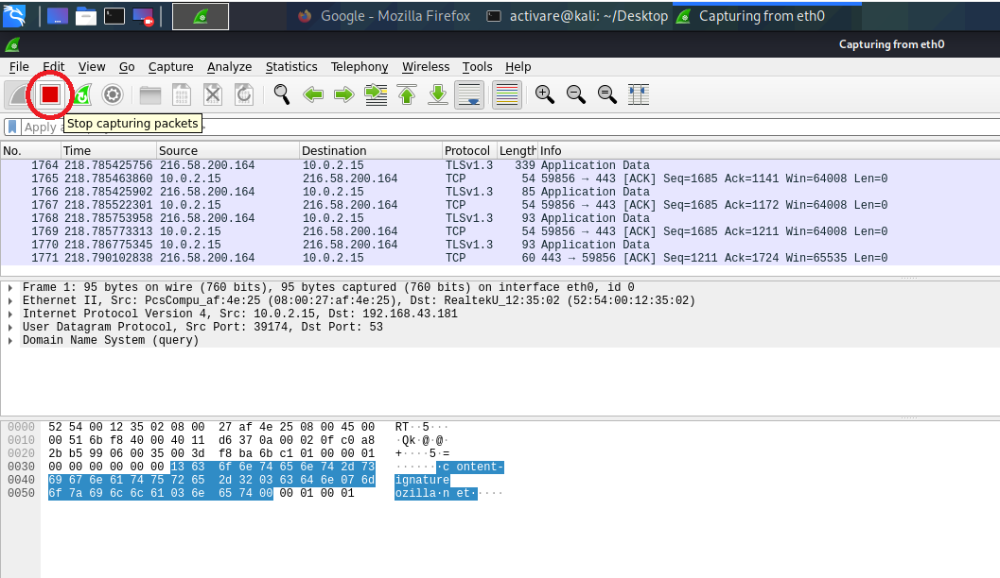 Google - Mozilla Firefox activare@kali: ~/Desktop Capturing from eth0
Capturing from eth0
File Edit View Go Capture Analyze Statistics Telephony Wireless Tools Help
Stop capturing packets
Apply
No. Time Source Destination Protocol Length Info
1764 218.785425756 216.58.200.164 10.0.2.15 TLSv1.3 339 Application Data
1765 218.785463860 10.0.2.15 216.58.200.164 TCP 54 59856 → 443 [ACK] Seq=1685 Ack=1141 Win=64008 Len=0
1766 218.785425902 216.58.200.164 10.0.2.15 TLSv1.3 85 Application Data
1767 218.785522301 10.0.2.15 216.58.200.164 TCP 54 59856 → 443 [ACK] Seq=1685 Ack=1172 Win=64008 Len=0
1768 218.785753958 216.58.200.164 10.0.2.15 TLSv1.3 93 Application Data
1769 218.785773313 10.0.2.15 216.58.200.164 TCP 54 59856 → 443 [ACK] Seq=1685 Ack=1211 Win=64008 Len=0
1770 218.786775345 216.58.200.164 10.0.2.15 TLSv1.3 93 Application Data
1771 218.790102838 216.58.200.164 10.0.2.15 TCP 60 443 → 59856 [ACK] Seq=1211 Ack=1724 Win=65535 Len=0
Frame 1: 95 bytes on wire (760 bits), 95 bytes captured (760 bits) on interface eth0, id 0
Ethernet II, Src: PcsCompu_af:4e:25 (08:00:27:af:4e:25), Dst: RealtekU_12:35:02 (52:54:00:12:35:02)
Internet Protocol Version 4, Src: 10.0.2.15, Dst: 192.168.43.181
User Datagram Protocol, Src Port: 39174, Dst Port: 53
Domain Name System (query)
0000 52 54 00 12 35 02 08 00 27 af 4e 25 08 00 45 00 RT··5···
0010 00 51 6b f8 40 00 40 11 d6 37 0a 00 02 0f c0 a8 ·Qk·@·@·
0020 2b b5 99 06 00 35 00 3d f8 ba 6b c1 01 00 00 01 +····5·=
0030 00 00 00 00 00 00 13 63 6f 6e 74 65 6e 74 2d 73 ·······c ontent-
0040 69 67 6e 61 74 75 72 65 2d 32 03 63 64 6e 07 6d ignature
0050 6f 7a 69 6c 6c 61 03 6e 65 74 00 00 01 00 01 ozilla·n et·····